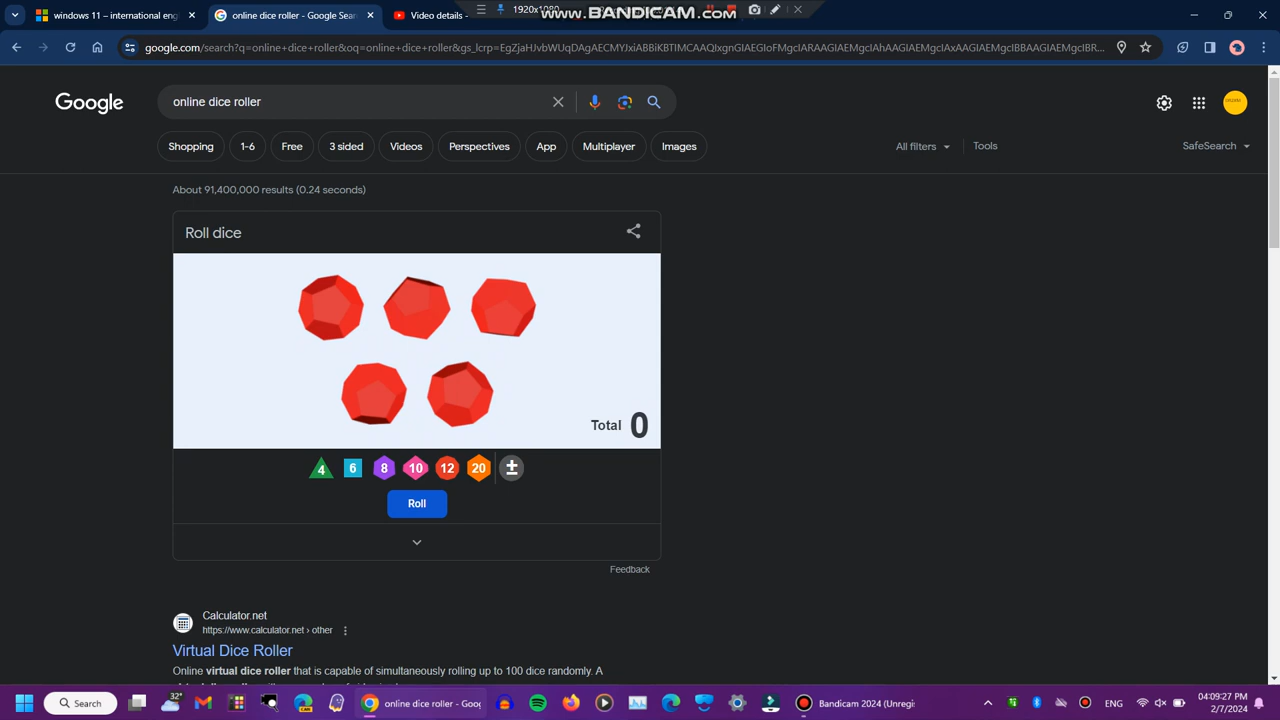 1920x1080
www.BANDICAM.com
windows 11 – international eng
online dice roller - Google Sear
Video details -
google.com/search?q=online+dice+roller&oq=online+dice+roller&gs_lcrp=EgZjaHJvbWUqDAgAECMYJxiABBiKBTIMCAAQIxgnGIAEGIoFMgcIARAAGIAEMgcIAhAAGIAEMgcIAxAAGIAEMgcIBBAAGIAEMgcIBR...
Google
online dice roller
Shopping
1-6
Free
3 sided
Videos
Perspectives
App
Multiplayer
Images
All filters
Tools
SafeSearch
About 91,400,000 results (0.24 seconds)
Roll dice
Total 0
4 6 8 10 12 20 ±
Roll
Feedback
Calculator.net
https://www.calculator.net › other
Virtual Dice Roller
Online virtual dice roller that is capable of simultaneously rolling up to 100 dice randomly. A
Search
32°
online dice roller - Goog
Bandicam 2024 (Unregis
ENG
04:09:27 PM
2/7/2024